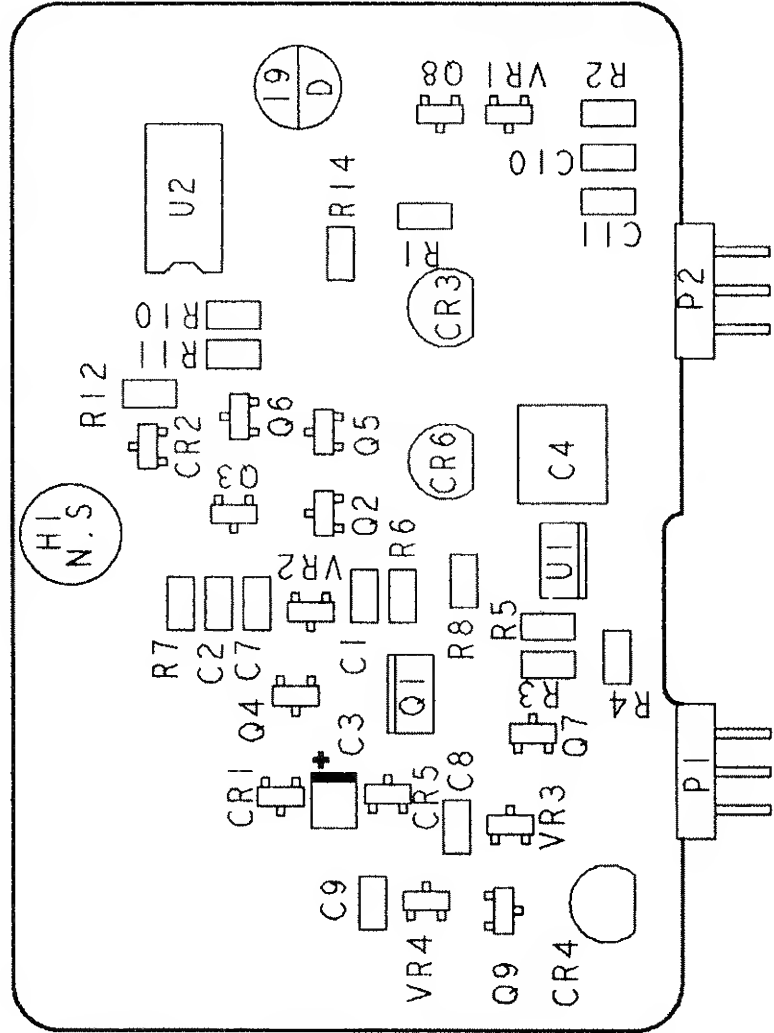 19
D
Q8
VR1
R2
C10
C11
U2
R14
R1
CR3
P2
R10
R11
R12
CR2
Q6
Q5
CR6
C4
Q3
H1
N.S
Q2
VR2
R6
U1
R7
C2
C7
C1
R8
R5
Q4
Q1
R3
R4
C3
+
Q7
CR1
CR5
C8
P1
VR3
C9
VR4
Q9
CR4